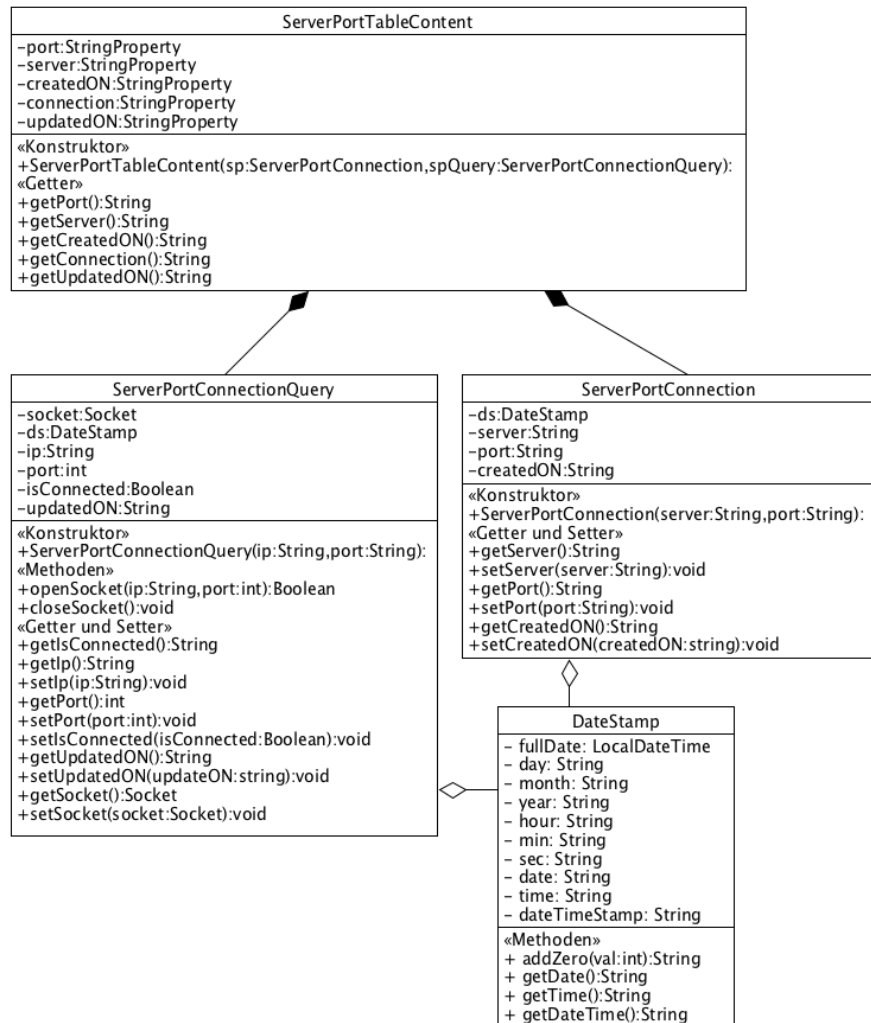 ServerPortTableContent
-port:StringProperty
-server:StringProperty
-createdON:StringProperty
-connection:StringProperty
-updatedON:StringProperty
«Konstruktor»
+ServerPortTableContent(sp:ServerPortConnection,spQuery:ServerPortConnectionQuery):
«Getter»
+getPort():String
+getServer():String
+getCreatedON():String
+getConnection():String
+getUpdatedON():String
ServerPortConnectionQuery
-socket:Socket
-ds:DateStamp
-ip:String
-port:int
-isConnected:Boolean
-updatedON:String
«Konstruktor»
+ServerPortConnectionQuery(ip:String,port:String):
«Methoden»
+openSocket(ip:String,port:int):Boolean
+closeSocket():void
«Getter und Setter»
+getIsConnected():String
+getIp():String
+setIp(ip:String):void
+getPort():int
+setPort(port:int):void
+setIsConnected(isConnected:Boolean):void
+getUpdatedON():String
+setUpdatedON(updateON:string):void
+getSocket():Socket
+setSocket(socket:Socket):void
ServerPortConnection
-ds:DateStamp
-server:String
-port:String
-createdON:String
«Konstruktor»
+ServerPortConnection(server:String,port:String):
«Getter und Setter»
+getServer():String
+setServer(server:String):void
+getPort():String
+setPort(port:String):void
+getCreatedON():String
+setCreatedON(createdON:string):void
DateStamp
- fullDate: LocalDateTime
- day: String
- month: String
- year: String
- hour: String
- min: String
- sec: String
- date: String
- time: String
- dateTimeStamp: String
«Methoden»
+ addZero(val:int):String
+ getDate():String
+ getTime():String
+ getDateTime():String